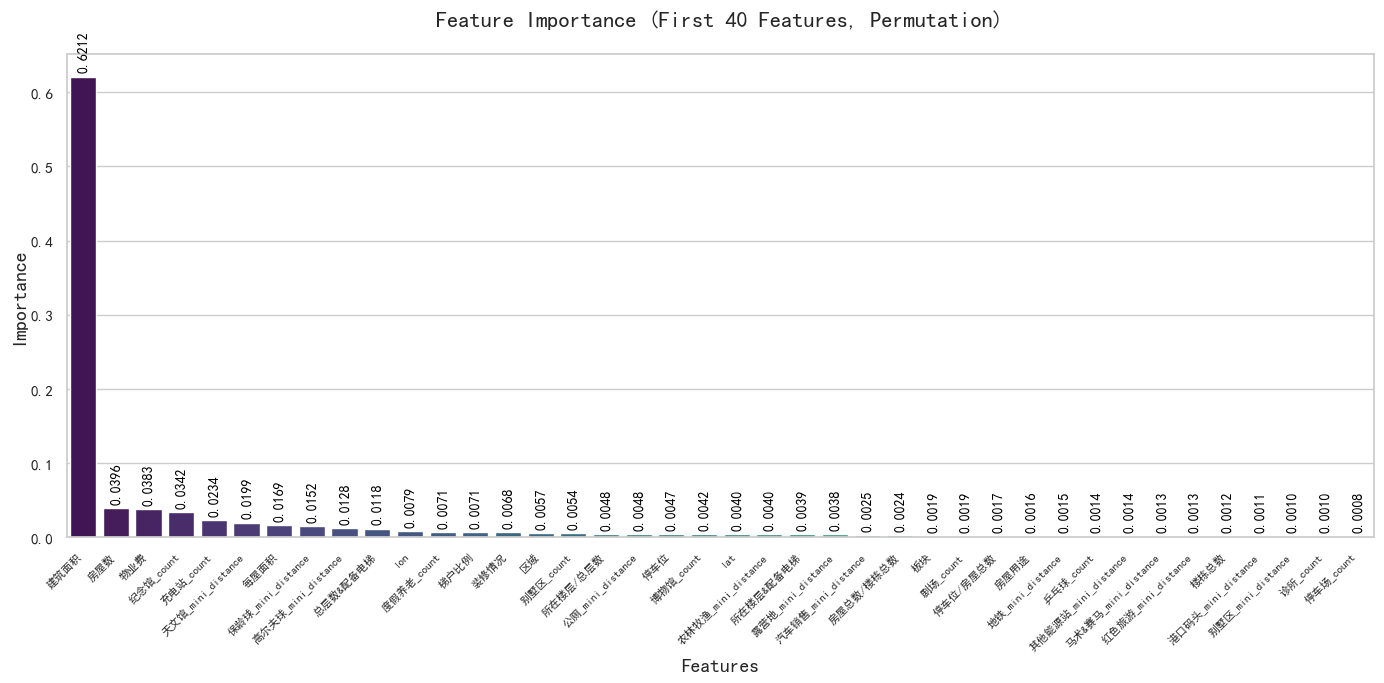 Feature Importance (First 40 Features, Permutation)
Importance
0.6
0.5
0.4
0.3
0.2
0.1
0.0
0.6212
0.0396
0.0383
0.0342
0.0234
0.0199
0.0169
0.0152
0.0128
0.0118
0.0079
0.0071
0.0071
0.0068
0.0057
0.0054
0.0048
0.0048
0.0047
0.0042
0.0040
0.0040
0.0039
0.0038
0.0025
0.0024
0.0019
0.0019
0.0017
0.0016
0.0015
0.0014
0.0014
0.0013
0.0013
0.0012
0.0011
0.0010
0.0010
0.0008
建筑面积
房屋数
物业费
纪念馆_count
充电站_count
天文馆_mini_distance
每屋面积
保龄球_mini_distance
高尔夫球_mini_distance
总层数&配备电梯
lon
度假养老_count
梯户比例
装修情况
区域
别墅区_count
所在楼层/总层数
公厕_mini_distance
停车位
博物馆_count
lat
农林牧渔_mini_distance
所在楼层&配备电梯
露营地_mini_distance
汽车销售_mini_distance
房屋总数/楼栋总数
板块
剧场_count
停车位/房屋总数
房屋用途
地铁_mini_distance
乒乓球_count
其他能源站_mini_distance
马术&赛马_mini_distance
红色旅游_mini_distance
楼栋总数
港口码头_mini_distance
别墅区_mini_distance
诊所_count
停车场_count
Features